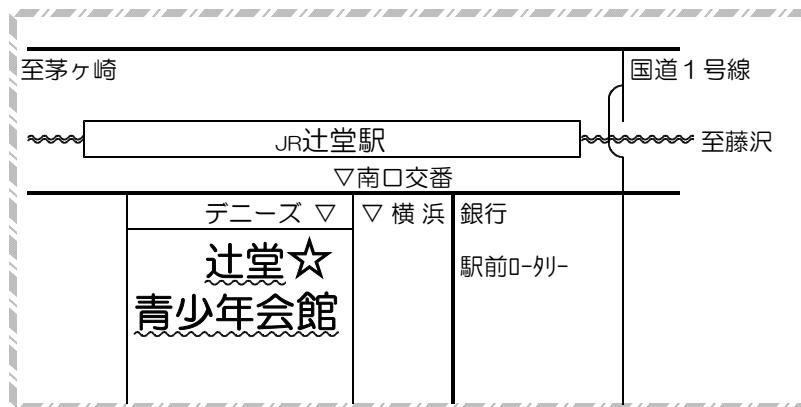 至茅ヶ崎 国道１号線
JR辻堂駅 至藤沢
▽南口交番
デニーズ ▽ ▽ 横 浜 銀行
辻堂☆
駅前ﾛｰﾀﾘｰ
青少年会館